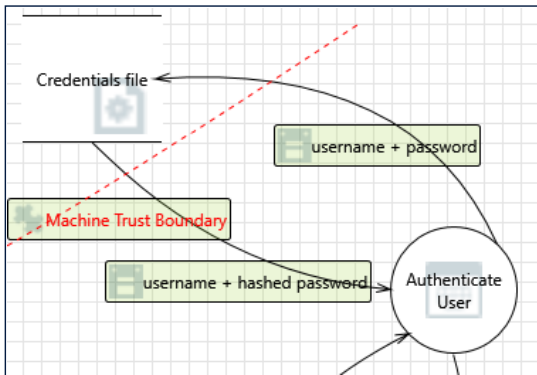 Credentials file
username + password
Machine Trust Boundary
username + hashed password
Authenticate
User